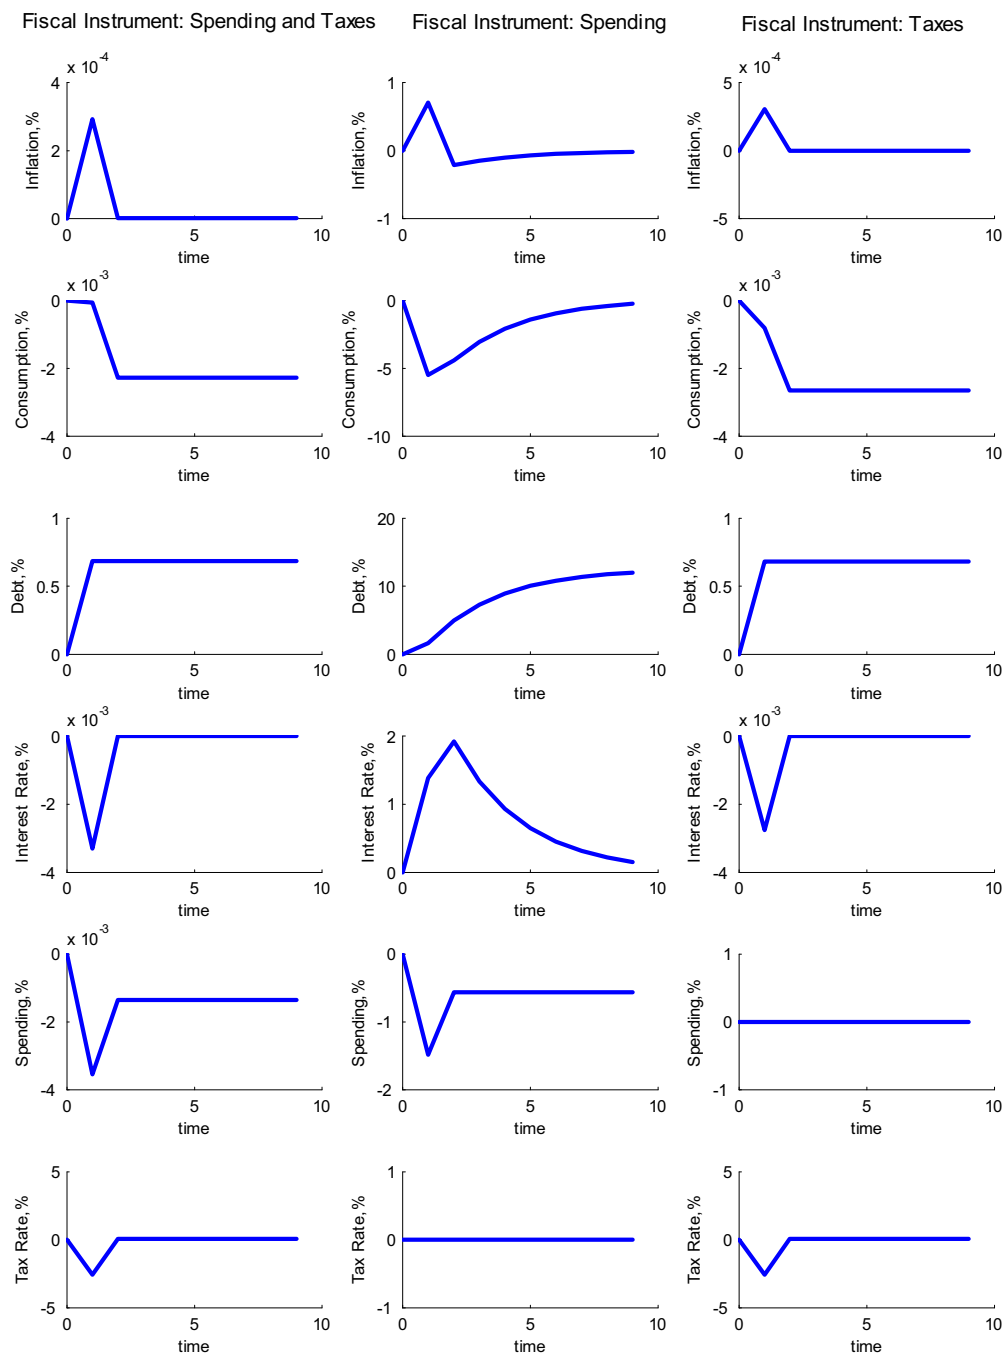 Fiscal Instrument: Spending and Taxes
Fiscal Instrument: Spending
Fiscal Instrument: Taxes
x 10^-4
4
2
0
Inflation, %
0
5
10
time
1
0
-1
Inflation, %
0
5
10
time
x 10^-4
5
0
-5
Inflation, %
0
5
10
time
x 10^-3
0
-2
-4
Consumption, %
0
5
10
time
0
-5
-10
Consumption, %
0
5
10
time
x 10^-3
0
-2
-4
Consumption, %
0
5
10
time
1
0.5
0
Debt, %
0
5
10
time
20
10
0
Debt, %
0
5
10
time
1
0.5
0
Debt, %
0
5
10
time
x 10^-3
0
-2
-4
Interest Rate, %
0
5
10
time
2
1
0
Interest Rate, %
0
5
10
time
x 10^-3
0
-2
-4
Interest Rate, %
0
5
10
time
x 10^-3
0
-2
-4
Spending, %
0
5
10
time
0
-1
-2
Spending, %
0
5
10
time
1
0
-1
Spending, %
0
5
10
time
5
0
-5
Tax Rate, %
0
5
10
time
1
0
-1
Tax Rate, %
0
5
10
time
5
0
-5
Tax Rate, %
0
5
10
time